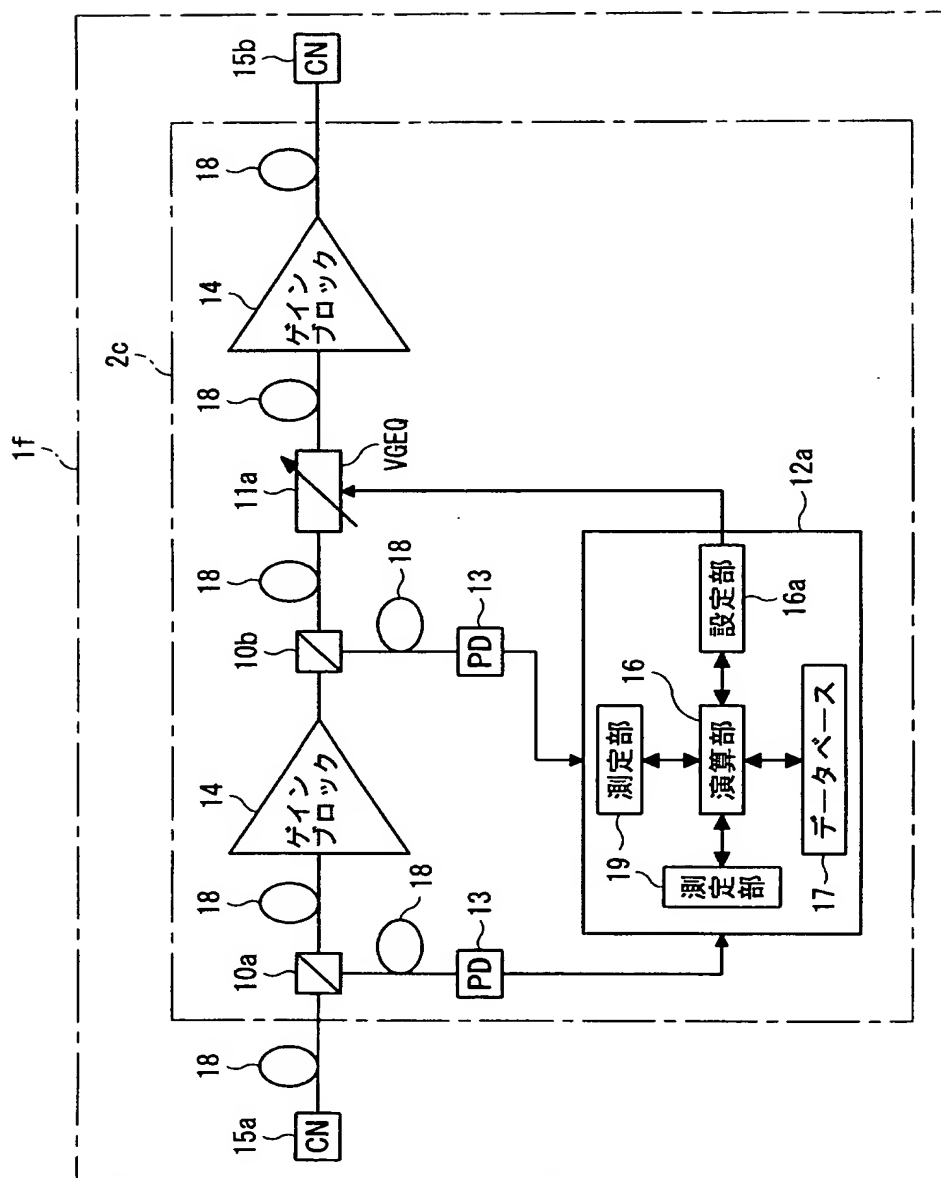 1f
2c
15a
CN
18
10a
18
18
PD
13
14
ゲイン
ブロック
10b
18
18
PD
13
11a
VGEQ
18
14
ゲイン
ブロック
18
15b
CN
12a
測定部
19
測定部
16
演算部
設定部
16a
17
データベース